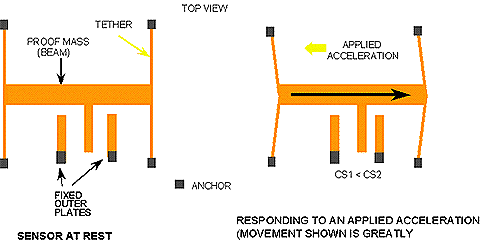 TOP VIEW
TETHER
PROOF MASS
(BEAM)
FIXED
OUTER
PLATES
ANCHOR
SENSOR AT REST
APPLIED
ACCELERATION
CS1 < CS2
RESPONDING TO AN APPLIED ACCELERATION
(MOVEMENT SHOWN IS GREATLY